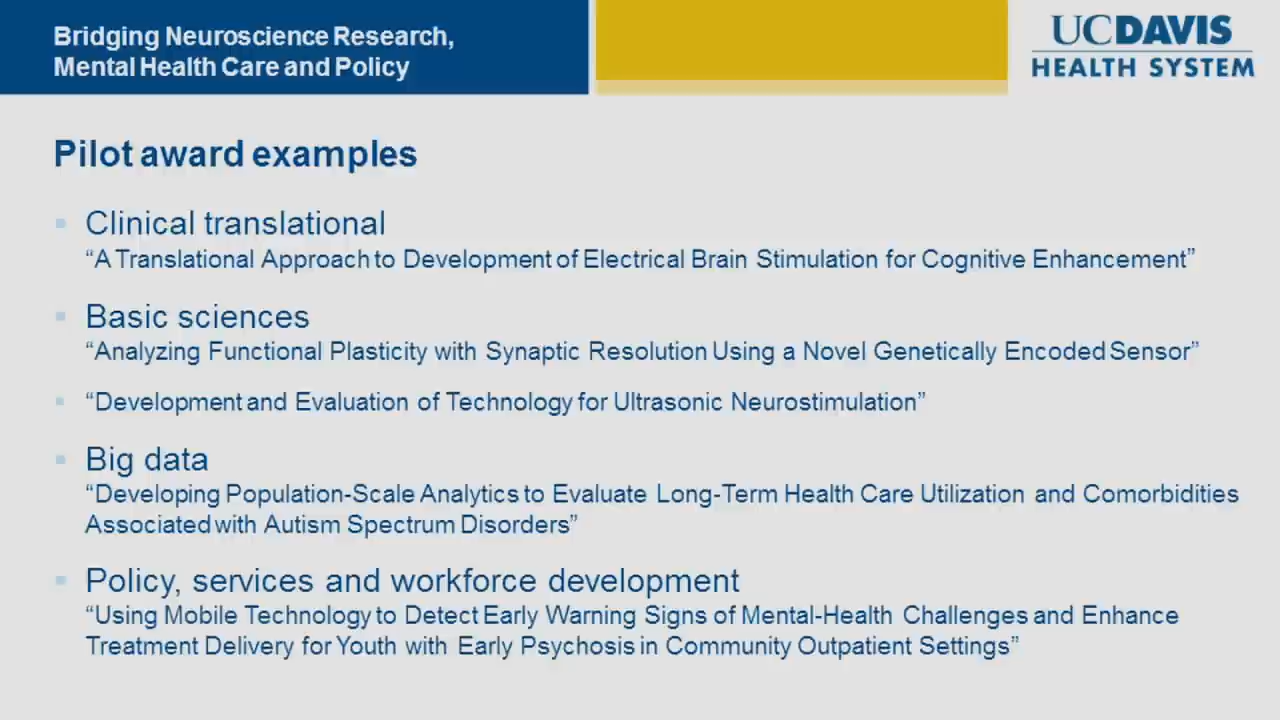 Bridging Neuroscience Research,
Mental Health Care and Policy
UCDAVIS
HEALTH SYSTEM
Pilot award examples
Clinical translational
“A Translational Approach to Development of Electrical Brain Stimulation for Cognitive Enhancement”
Basic sciences
“Analyzing Functional Plasticity with Synaptic Resolution Using a Novel Genetically Encoded Sensor”
“Development and Evaluation of Technology for Ultrasonic Neurostimulation”
Big data
“Developing Population-Scale Analytics to Evaluate Long-Term Health Care Utilization and Comorbidities
Associated with Autism Spectrum Disorders”
Policy, services and workforce development
“Using Mobile Technology to Detect Early Warning Signs of Mental-Health Challenges and Enhance
Treatment Delivery for Youth with Early Psychosis in Community Outpatient Settings”